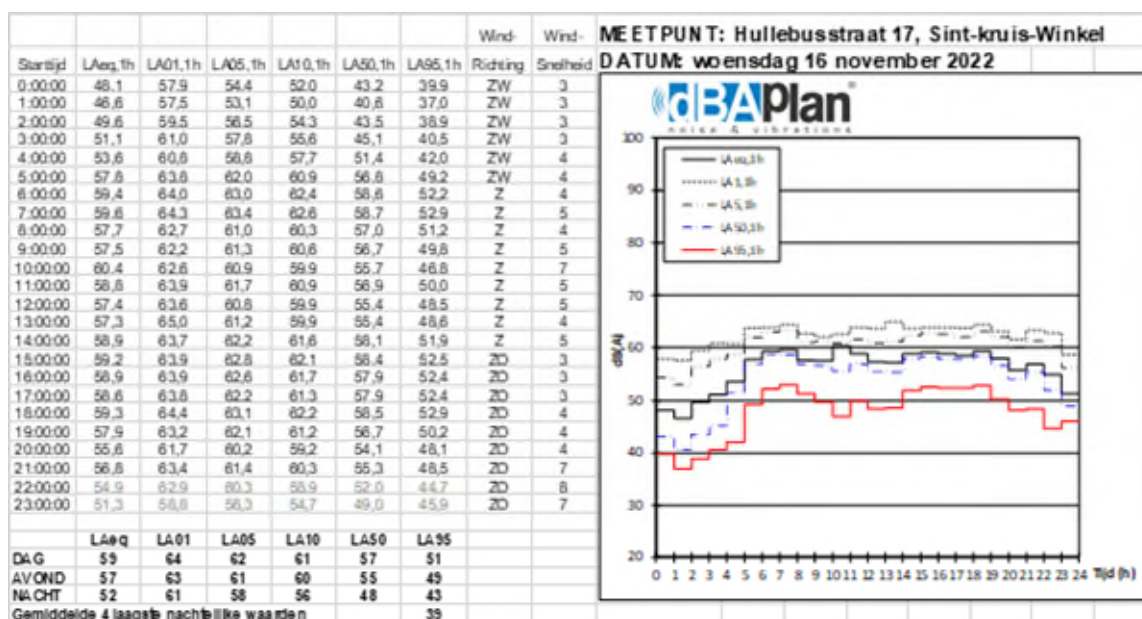 Wind- Wind-
Starttijd LAeq,1h LA01,1h LA05,1h LA10,1h LA50,1h LA95,1h Richting Snelheid
0:00:00 48.1 57.9 54.4 52.0 43.2 39.9 ZW 3
1:00:00 46,6 57,5 53,1 50,0 40,6 37,0 ZW 3
2:00:00 49,6 59,5 56,5 54,3 43,5 38,9 ZW 3
3:00:00 51,1 61,0 57,8 55,6 45,1 40,5 ZW 3
4:00:00 53,6 60,8 58,8 57,7 51,4 42,0 ZW 4
5:00:00 57,8 63,8 62,0 60,9 56,8 49,2 ZW 4
6:00:00 59,4 64,0 63,0 62,4 58,6 52,2 Z 4
7:00:00 59,6 64,3 63,4 62,6 58,7 52,9 Z 5
8:00:00 57,7 62,7 61,0 60,3 57,0 51,2 Z 4
9:00:00 57,5 62,2 61,3 60,6 56,7 49,8 Z 5
10:00:00 60,4 62,6 60,9 59,9 55,7 46,8 Z 7
11:00:00 58,8 63,9 61,7 60,9 56,9 50,0 Z 5
12:00:00 57,4 63,6 60,8 59,9 55,4 48,5 Z 5
13:00:00 57,3 65,0 61,2 59,9 55,4 48,6 Z 4
14:00:00 58,9 63,7 62,2 61,6 58,1 51,9 Z 5
15:00:00 59,2 63,9 62,8 62,1 58,4 52,5 ZO 3
16:00:00 58,9 63,9 62,6 61,7 57,9 52,4 ZO 3
17:00:00 58,6 63,8 62,2 61,3 57,9 52,4 ZO 3
18:00:00 59,3 64,4 63,1 62,2 58,5 52,9 ZO 4
19:00:00 57,9 63,2 62,1 61,2 56,7 50,2 ZO 4
20:00:00 55,6 61,7 60,2 59,2 54,1 48,1 ZO 4
21:00:00 56,8 63,4 61,4 60,3 55,3 48,5 ZO 7
22:00:00 54,9 62,9 60,3 58,9 52,0 44,7 ZO 8
23:00:00 51,3 58,8 56,3 54,7 49,0 45,9 ZO 7
LAeq LA01 LA05 LA10 LA50 LA95
DAG 59 64 62 61 57 51
AVOND 57 63 61 60 55 49
NACHT 52 61 58 56 48 43
Gemiddelde 4 laagste nachtelijke waarden 39
MEETPUNT: Hullebusstraat 17, Sint-kruis-Winkel
DATUM: woensdag 16 november 2022
dBAPlan
noise & vibrations
LAeq,1h
LA1,1h
LA5,1h
LA50,1h
LA95,1h
dB(A)
100
90
80
70
60
50
40
30
20
0 1 2 3 4 5 6 7 8 9 10 11 12 13 14 15 16 17 18 19 20 21 22 23 24 Tijd (h)